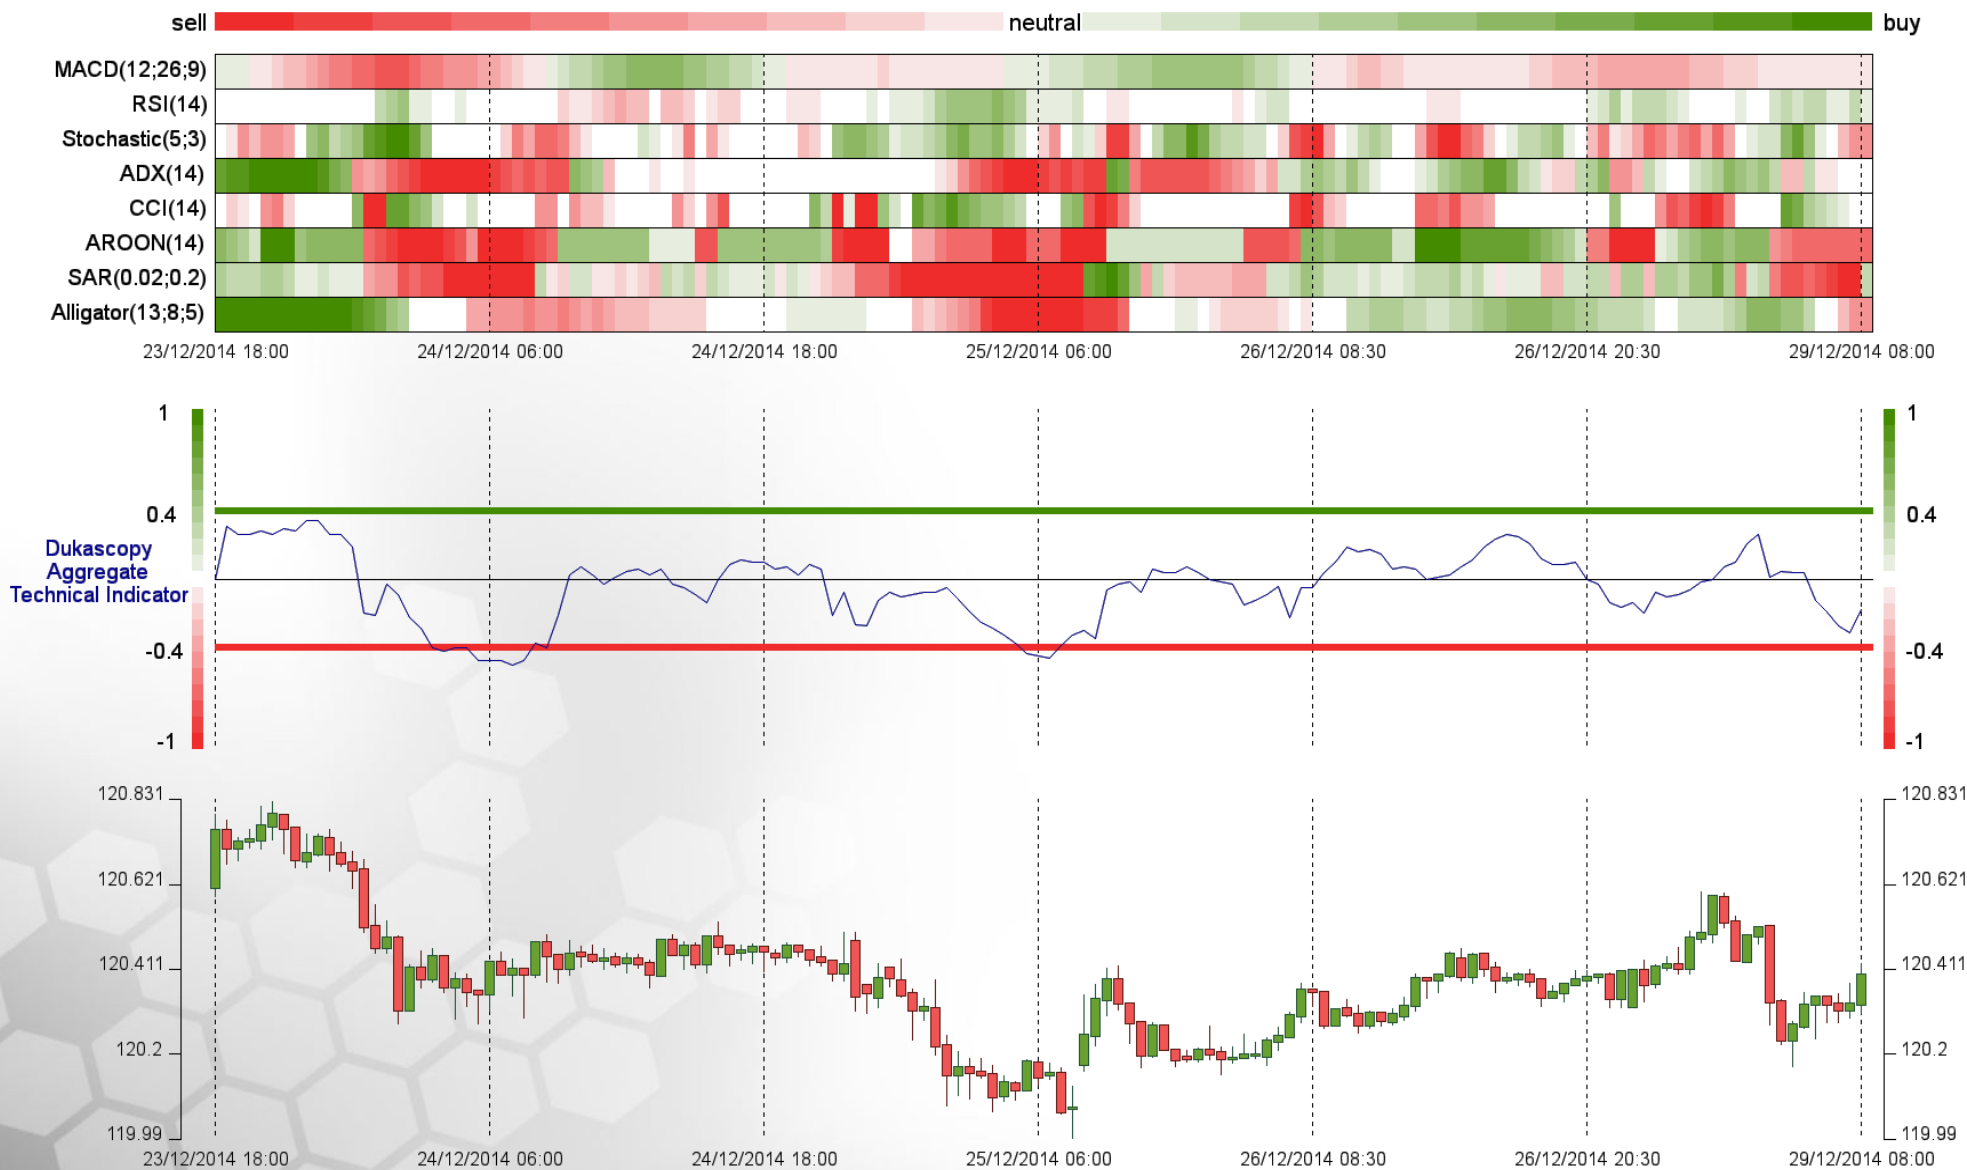 sell neutral buy
MACD(12;26;9)
RSI(14)
Stochastic(5;3)
ADX(14)
CCI(14)
AROON(14)
SAR(0.02;0.2)
Alligator(13;8;5)
23/12/2014 18:00 24/12/2014 06:00 24/12/2014 18:00 25/12/2014 06:00 26/12/2014 08:30 26/12/2014 20:30 29/12/2014 08:00
1 1
0.4 0.4
Dukascopy
Aggregate
Technical Indicator
-0.4 -0.4
-1 -1
120.831 120.831
120.621 120.621
120.411 120.411
120.2 120.2
119.99 119.99
23/12/2014 18:00 24/12/2014 06:00 24/12/2014 18:00 25/12/2014 06:00 26/12/2014 08:30 26/12/2014 20:30 29/12/2014 08:00